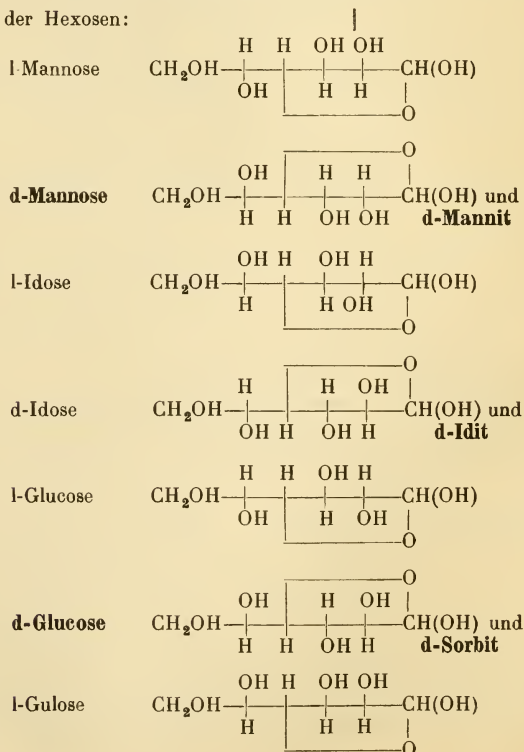 der Hexosen:
H H OH OH
l-Mannose CH₂OH CH(OH)
OH H H
O
O
OH H H
d-Mannose CH₂OH CH(OH) und
H H OH OH d-Mannit
OH H OH H
l-Idose CH₂OH CH(OH)
H H OH
O
O
H H OH
d-Idose CH₂OH CH(OH) und
OH H OH H d-Idit
H H OH H
l-Glucose CH₂OH CH(OH)
OH H OH
O
O
OH H OH
d-Glucose CH₂OH CH(OH) und
H H OH H d-Sorbit
OH H OH OH
l-Gulose CH₂OH CH(OH)
H H H
O